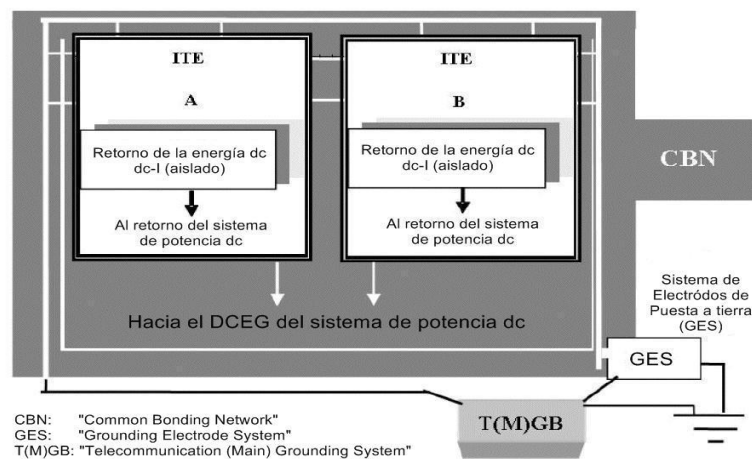 ITE
A
Retorno de la energía dc
dc-I (aislado)
Al retorno del sistema
de potencia dc
ITE
B
Retorno de la energía dc
dc-I (aislado)
Al retorno del sistema
de potencia dc
CBN
Hacia el DCEG del sistema de potencia dc
Sistema de
Electródos de
Puesta a tierra
(GES)
GES
T(M)GB
CBN: "Common Bonding Network"
GES: "Grounding Electrode System"
T(M)GB: "Telecommunication (Main) Grounding System"